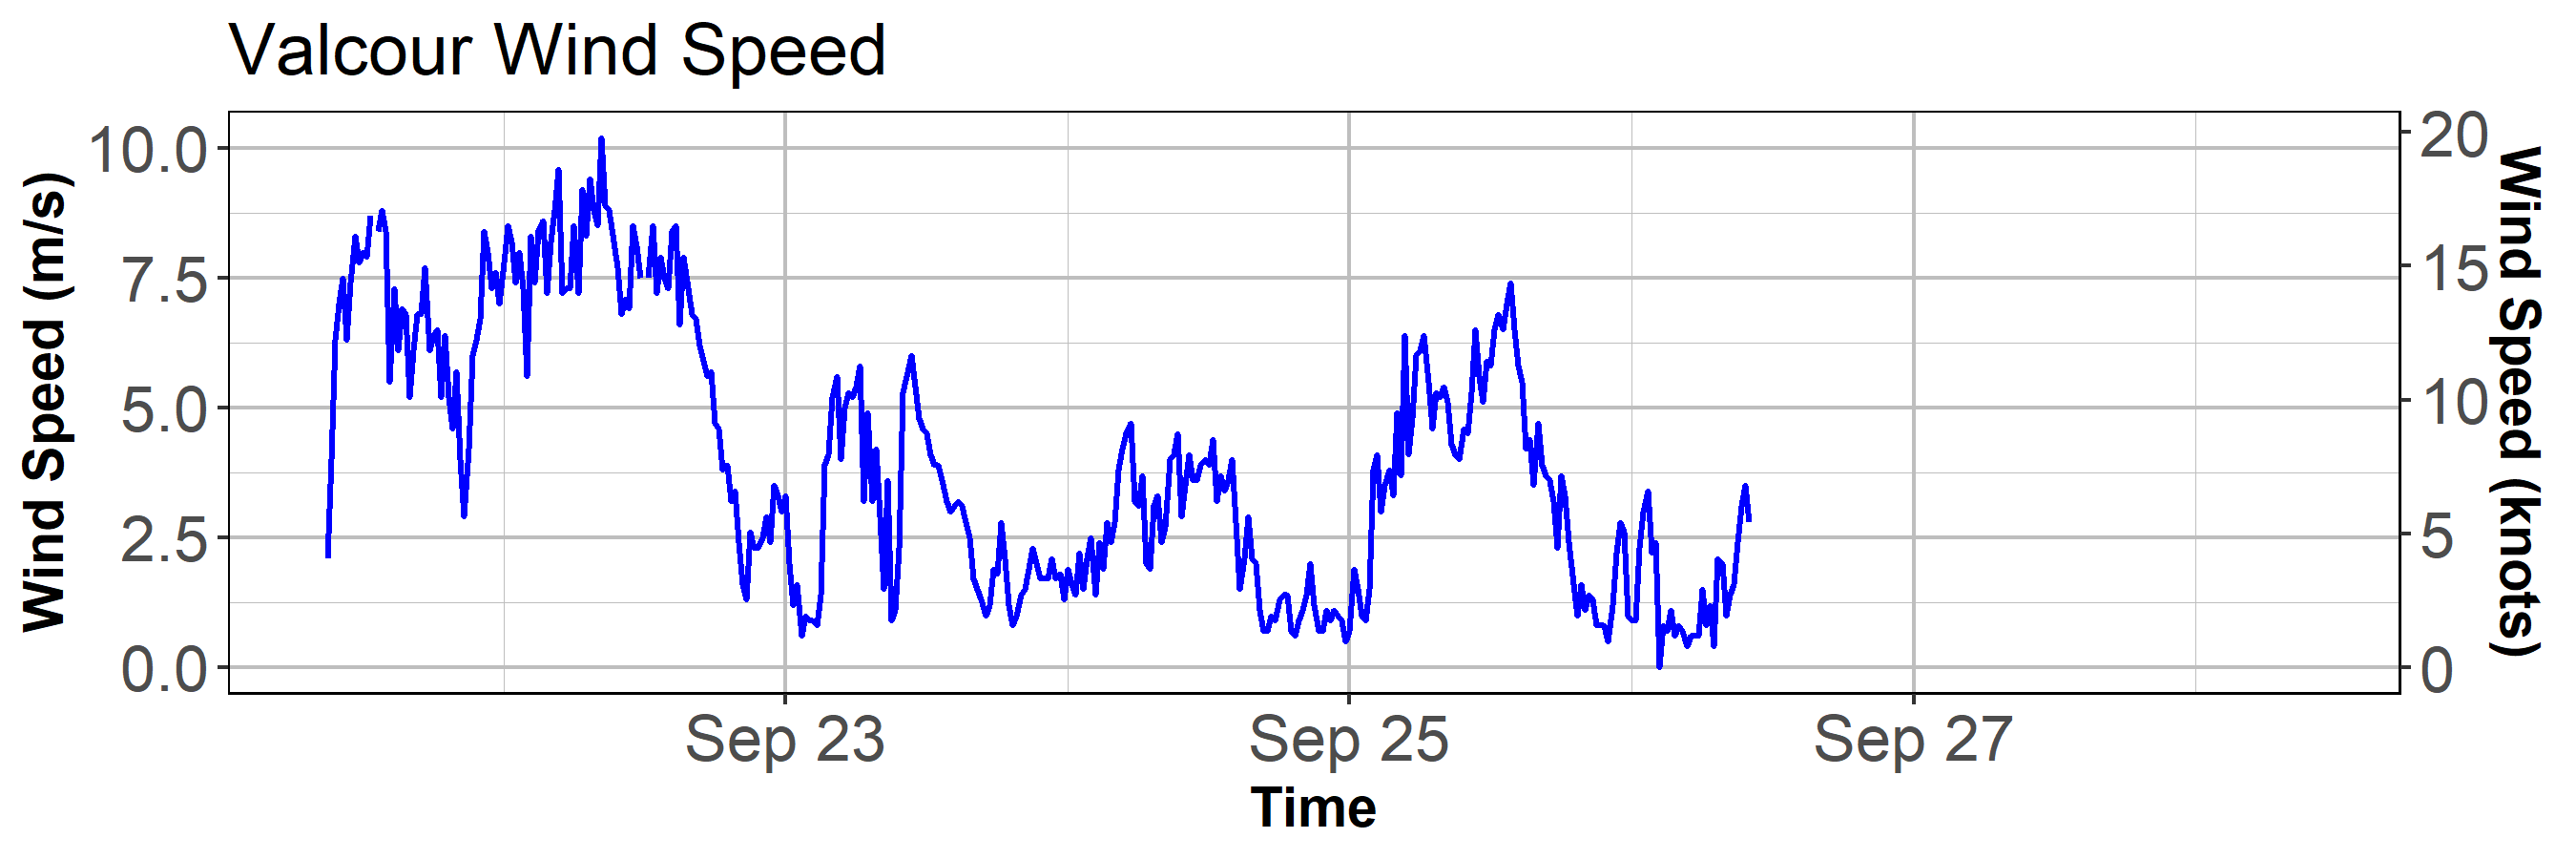 Valcour Wind Speed
Wind Speed (m/s)
10.0
7.5
5.0
2.5
0.0
20
15
10
5
0
Wind Speed (knots)
Sep 23
Sep 25
Sep 27
Time